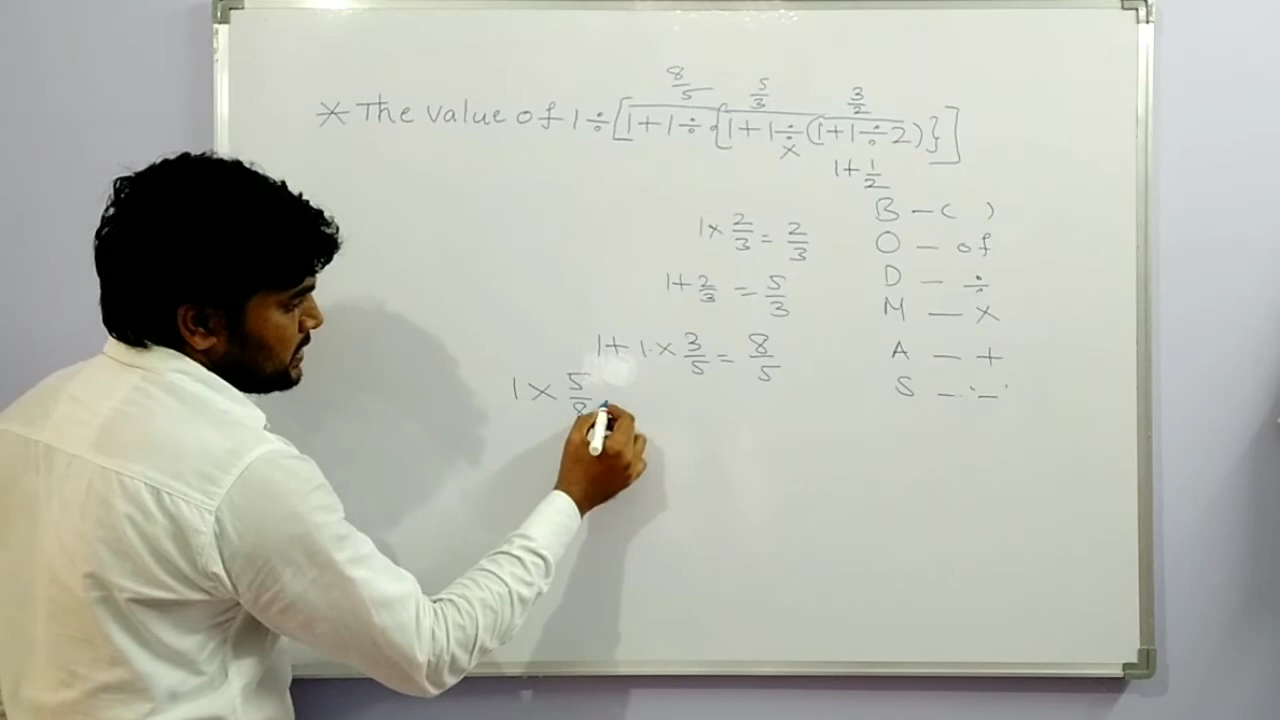 8/5 5/3 3/2
* The value of 1÷[1+1÷{1+1÷(1+1÷2)}]
×
1+1/2
B – ( )
1×2/3 = 2/3 O – of
1+2/3 = 5/3 D – ÷
M – ×
1+1×3/5 = 8/5 A – +
1×5/8 S – -